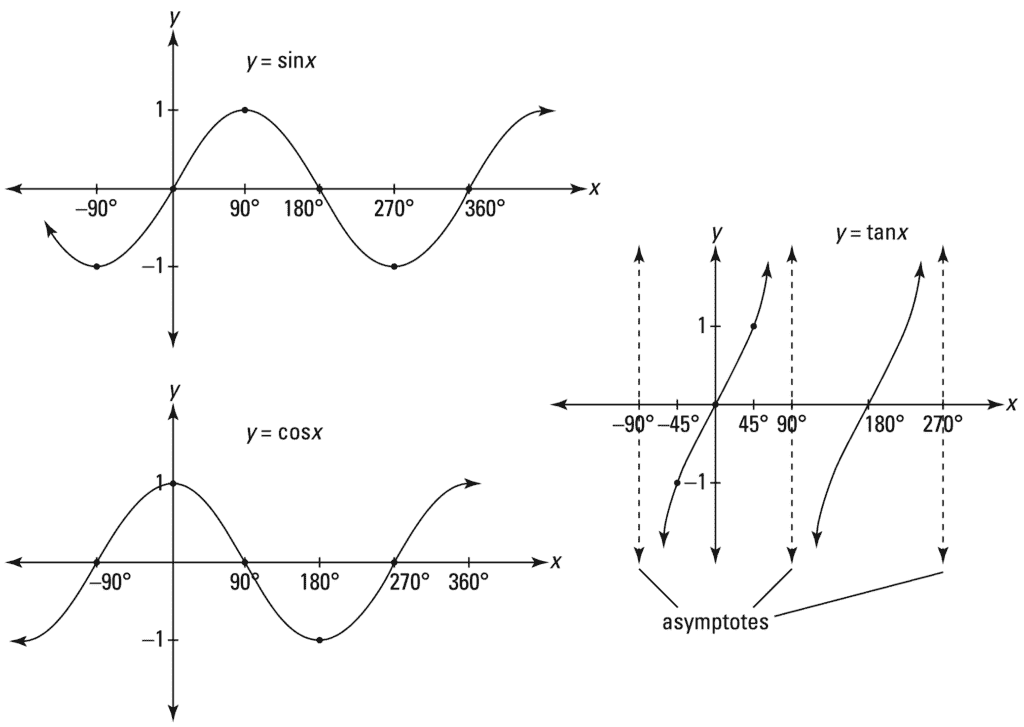 y
y = sinx
1
x
–90° 90° 180° 270° 360°
–1
y
y = cosx
1
x
–90° 90° 180° 270° 360°
–1
y
y = tanx
1
x
–90° –45° 45° 90° 180° 270°
–1
asymptotes